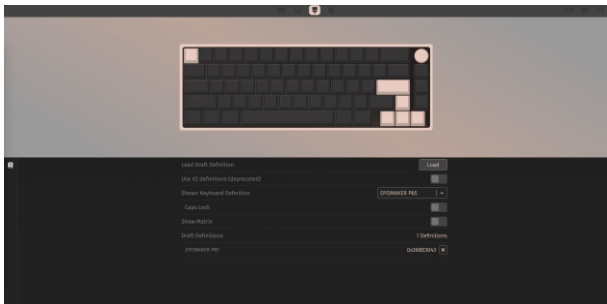 Load Draft Definition
Load
Use V2 definitions (deprecated)
Shown Keyboard Definition
EPOMAKER P65
Caps Lock
Show Matrix
Draft Definitions
1 Definitions
EPOMAKER P65
0x36B03043